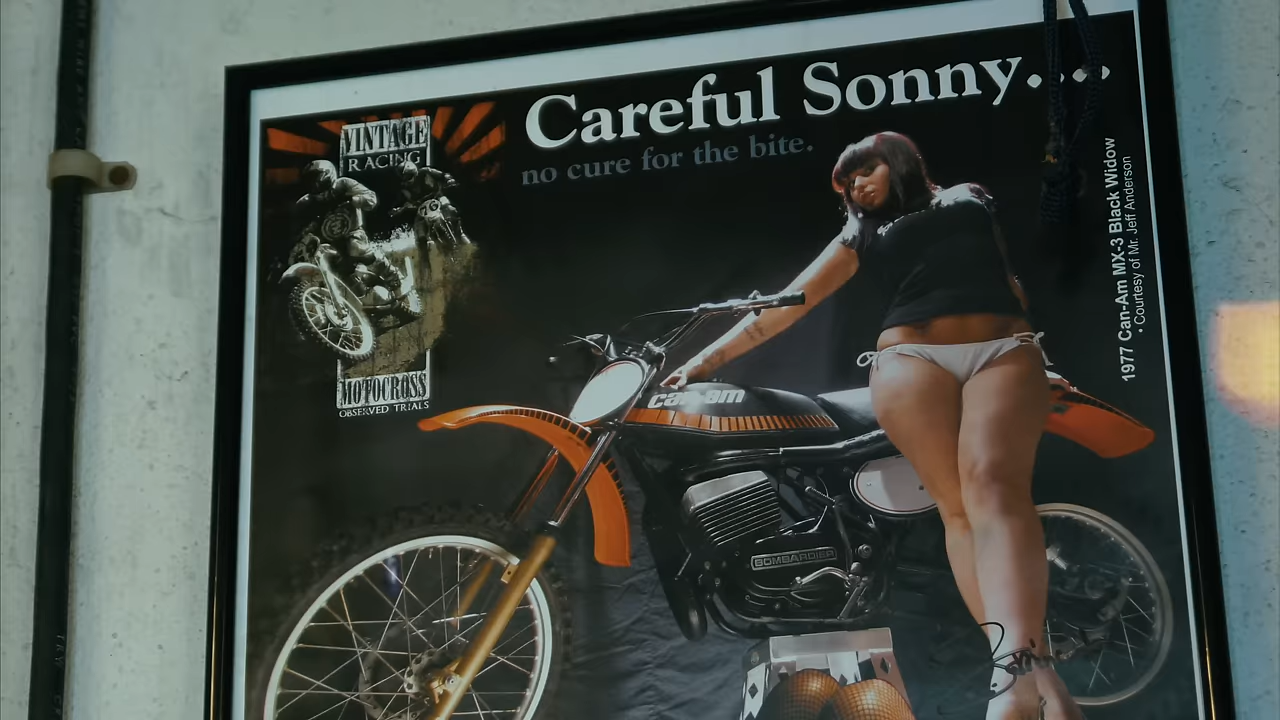 Careful Sonny....
no cure for the bite.
VINTAGE
RACING
MOTOCROSS
OBSERVED TRIALS
1977 Can-Am MX-3 Black Widow
• Courtesy of Mr. Jeff Anderson
can-am
BOMBARDIER